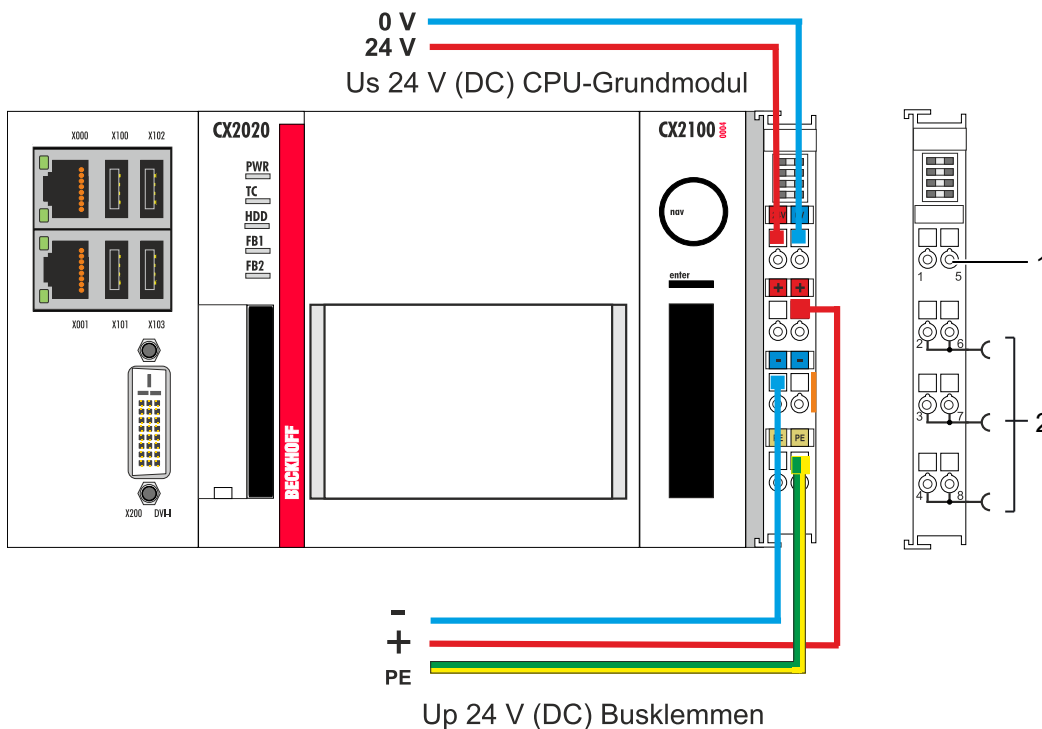 0 V
24 V
Us 24 V (DC) CPU-Grundmodul
X000 X100 X102
X001 X101 X103
X200 DVI-I
CX2020
PWR
TC
HDD
FB1
FB2
BECKHOFF
CX2100
0004
nav
enter
+ +
- -
PE PE
1 5
2 6
3 7
4 8
1
2
-
+
PE
Up 24 V (DC) Busklemmen